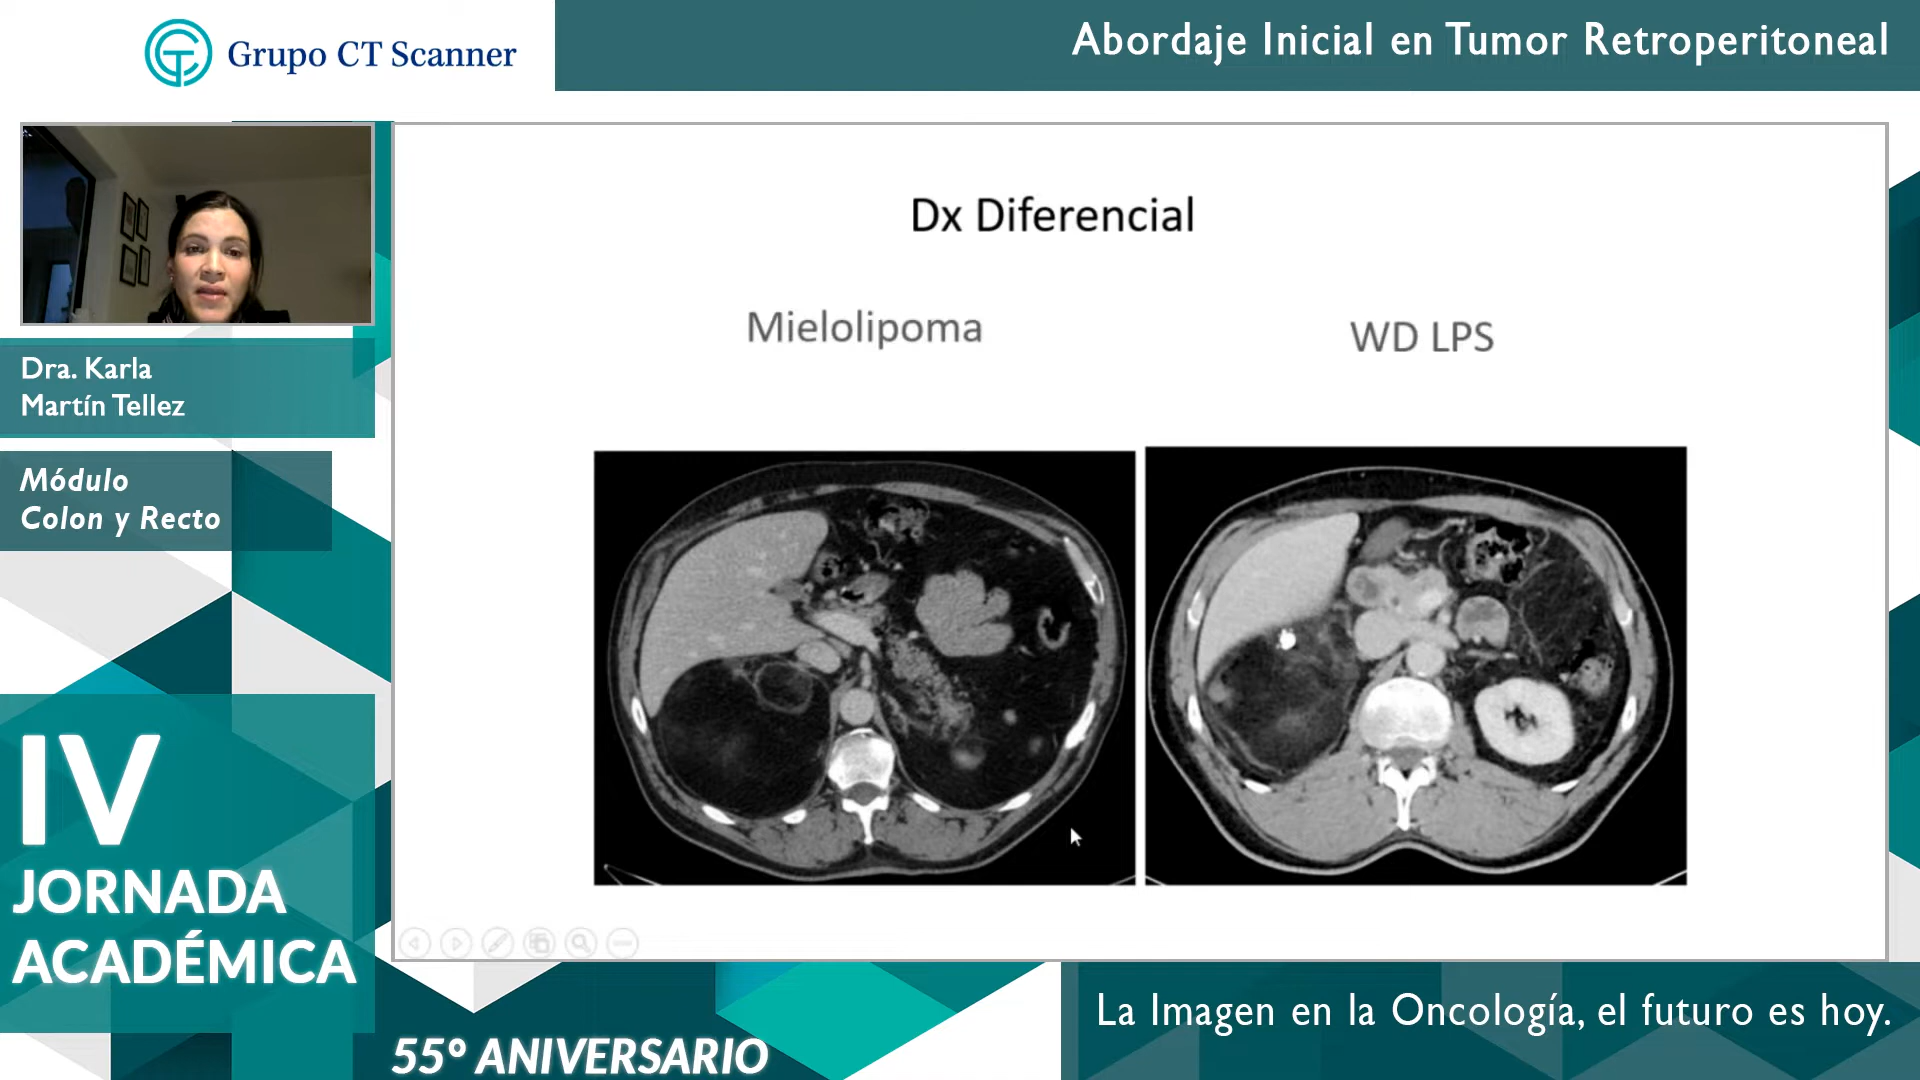 Grupo CT Scanner
Abordaje Inicial en Tumor Retroperitoneal
Dra. Karla
Martín Tellez
Módulo
Colon y Recto
Dx Diferencial
Mielolipoma
WD LPS
IV
JORNADA
ACADÉMICA
55° ANIVERSARIO
La Imagen en la Oncología, el futuro es hoy.